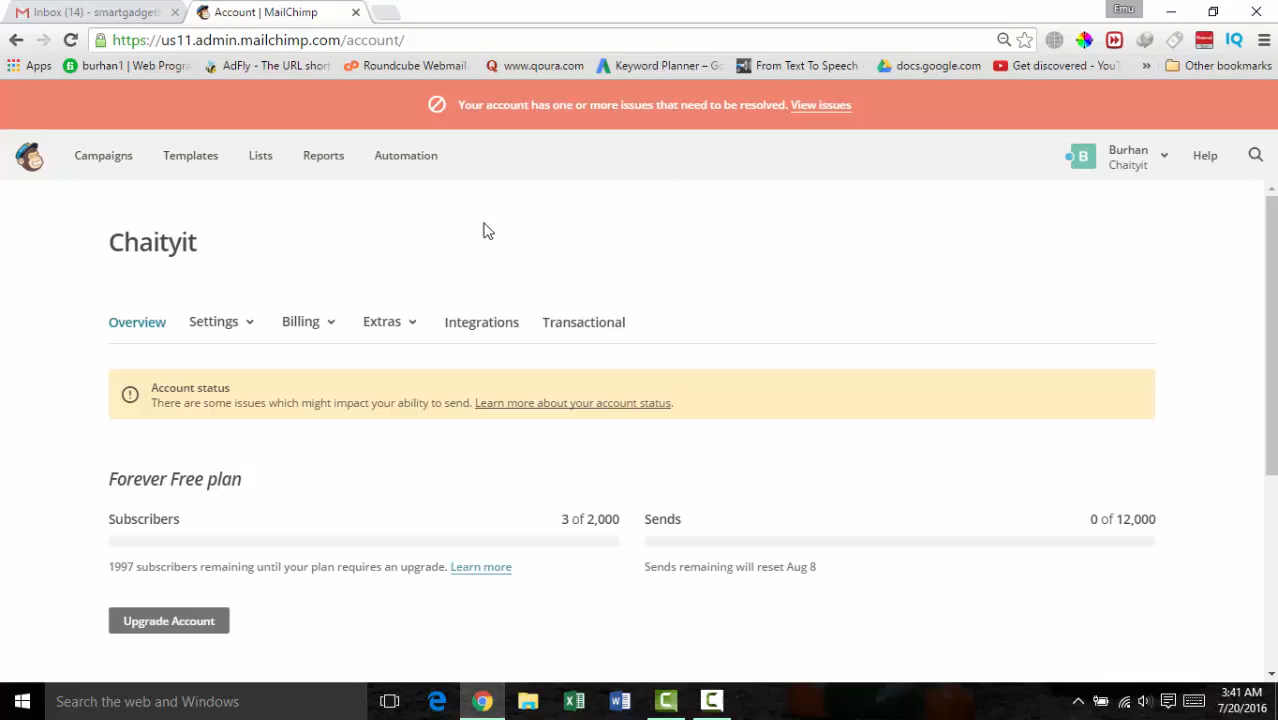 Inbox (14) - smartgadget
Account | MailChimp
Emu
https://us11.admin.mailchimp.com/account/
Apps
burhan1 | Web Progra
AdFly - The URL short
Roundcube Webmail
www.qoura.com
Keyword Planner – Go
From Text To Speech
docs.google.com
Get discovered - You
Other bookmarks
Your account has one or more issues that need to be resolved. View issues
Campaigns
Templates
Lists
Reports
Automation
B
Burhan
Chaityit
Help
Chaityit
Overview
Settings
Billing
Extras
Integrations
Transactional
Account status
There are some issues which might impact your ability to send. Learn more about your account status.
Forever Free plan
Subscribers
3 of 2,000
Sends
0 of 12,000
1997 subscribers remaining until your plan requires an upgrade. Learn more
Sends remaining will reset Aug 8
Upgrade Account
Search the web and Windows
3:41 AM
7/20/2016